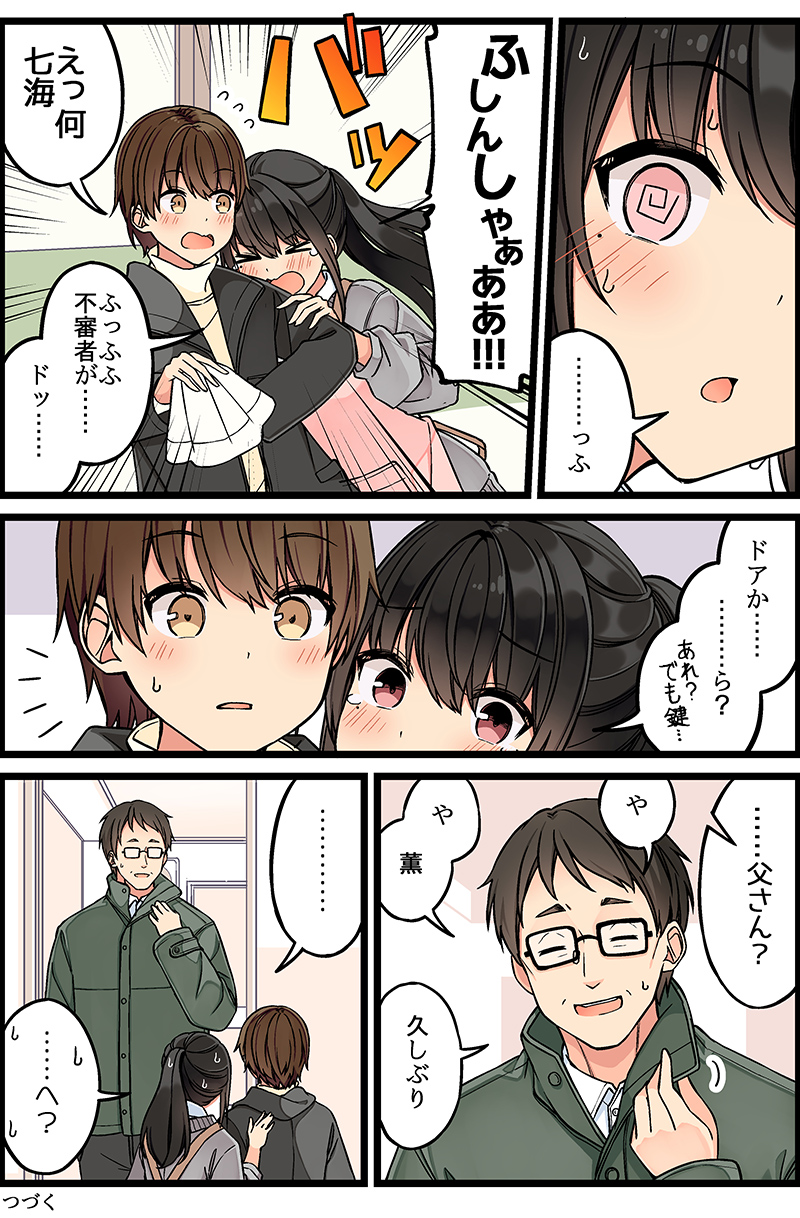 ………っふ
ふしんしゃぁああ!!!
バッ
えっ何
七海
ふっふふ
不審者が……
ドッ……
ドアか……
………ら?
あれ?
でも鍵…
……父さん?
や
や
薫
久しぶり
…………
……へ?
つづく